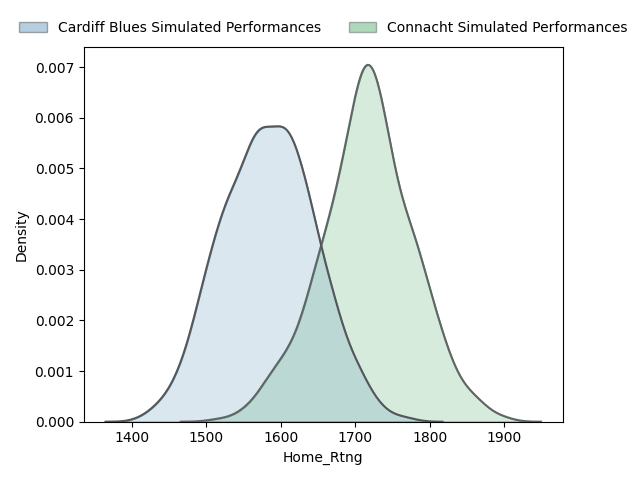 Cardiff Blues Simulated Performances Connacht Simulated Performances
0.007
0.006
0.005
0.004
0.003
0.002
0.001
0.000
Density
1400 1500 1600 1700 1800 1900
Home_Rtng